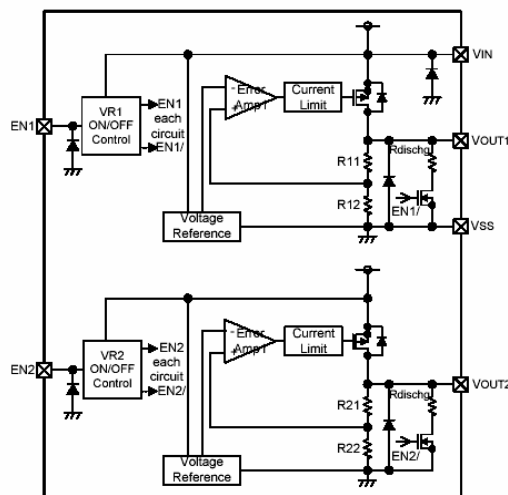 VIN
EN1
VR1
ON/OFF
Control
EN1
each
circuit
EN1/
- Error
+ Amp1
Current
Limit
VOUT1
Rdischg
R11
R12
EN1/
Voltage
Reference
VSS
EN2
VR2
ON/OFF
Control
EN2
each
circuit
EN2/
- Error
+ Amp1
Current
Limit
VOUT2
Rdischg
R21
R22
EN2/
Voltage
Reference